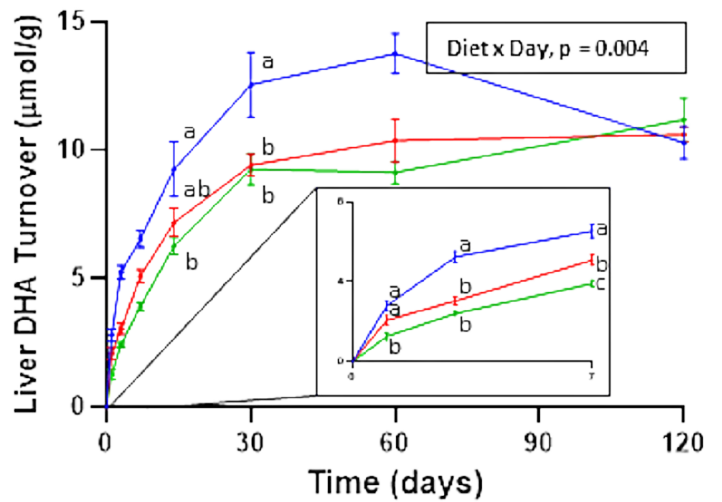 15
Diet x Day, p = 0.004
a
a
10
b
ab
b
b
6
a
a
5
4
a
b
a
b
c
b
b
0
0
7
0
0
30
60
90
120
Liver DHA Turnover (µmol/g)
Time (days)